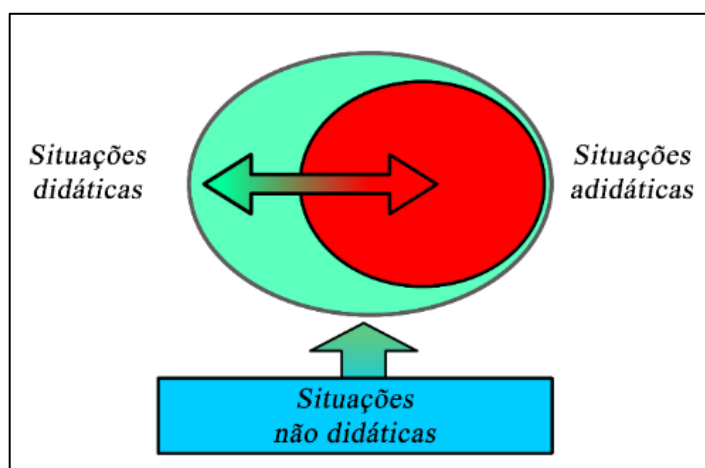 Situações
didáticas
Situações
adidáticas
Situações
não didáticas